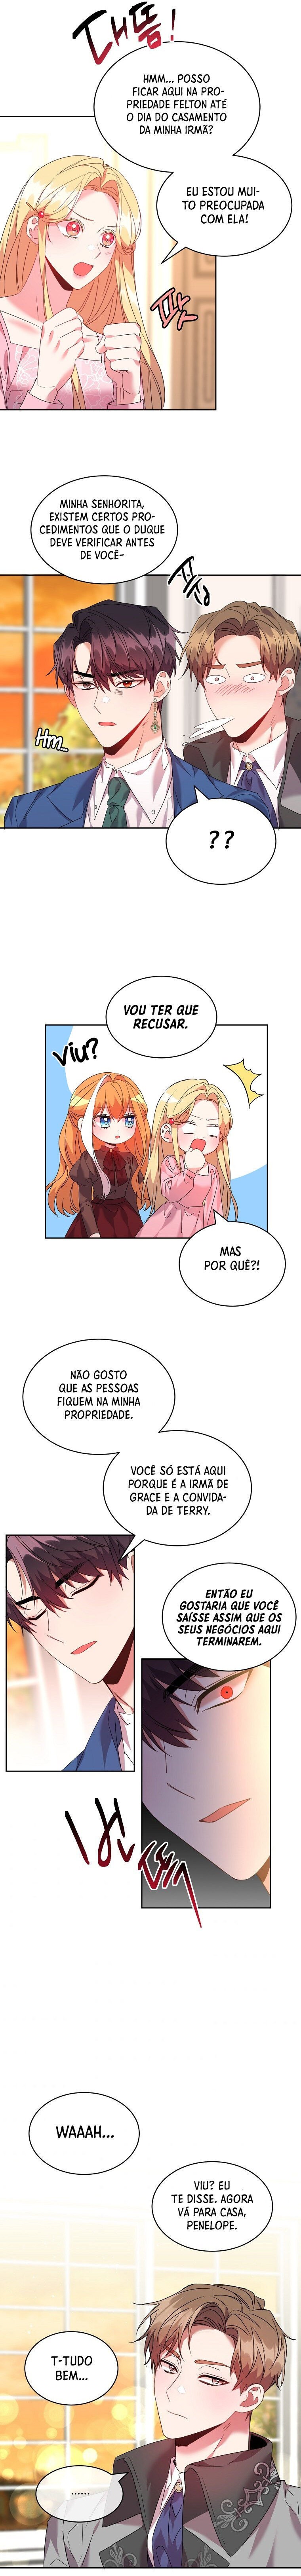 대뜸!
HMM... POSSO
FICAR AQUI NA PRO-
PRIEDADE FELTON ATÉ
O DIA DO CASAMENTO
DA MINHA IRMÃ?
EU ESTOU MUI-
TO PREOCUPADA
COM ELA!
MINHA SENHORITA,
EXISTEM CERTOS PRO-
CEDIMENTOS QUE O DUQUE
DEVE VERIFICAR ANTES
DE VOCÊ-
HM...
??
VOU TER QUE
RECUSAR.
VIU?
MAS
POR QUÊ?!
NÃO GOSTO
QUE AS PESSOAS
FIQUEM NA MINHA
PROPRIEDADE.
VOCÊ SÓ ESTÁ AQUI
PORQUE É A IRMÃ DE
GRACE E A CONVIDA-
DA DE TERRY.
ENTÃO EU
GOSTARIA QUE VOCÊ
SAÍSSE ASSIM QUE OS
SEUS NEGÓCIOS AQUI
TERMINAREM.
WAAAH...
VIU? EU
TE DISSE. AGORA
VÁ PARA CASA,
PENELOPE.
T-TUDO
BEM...
......